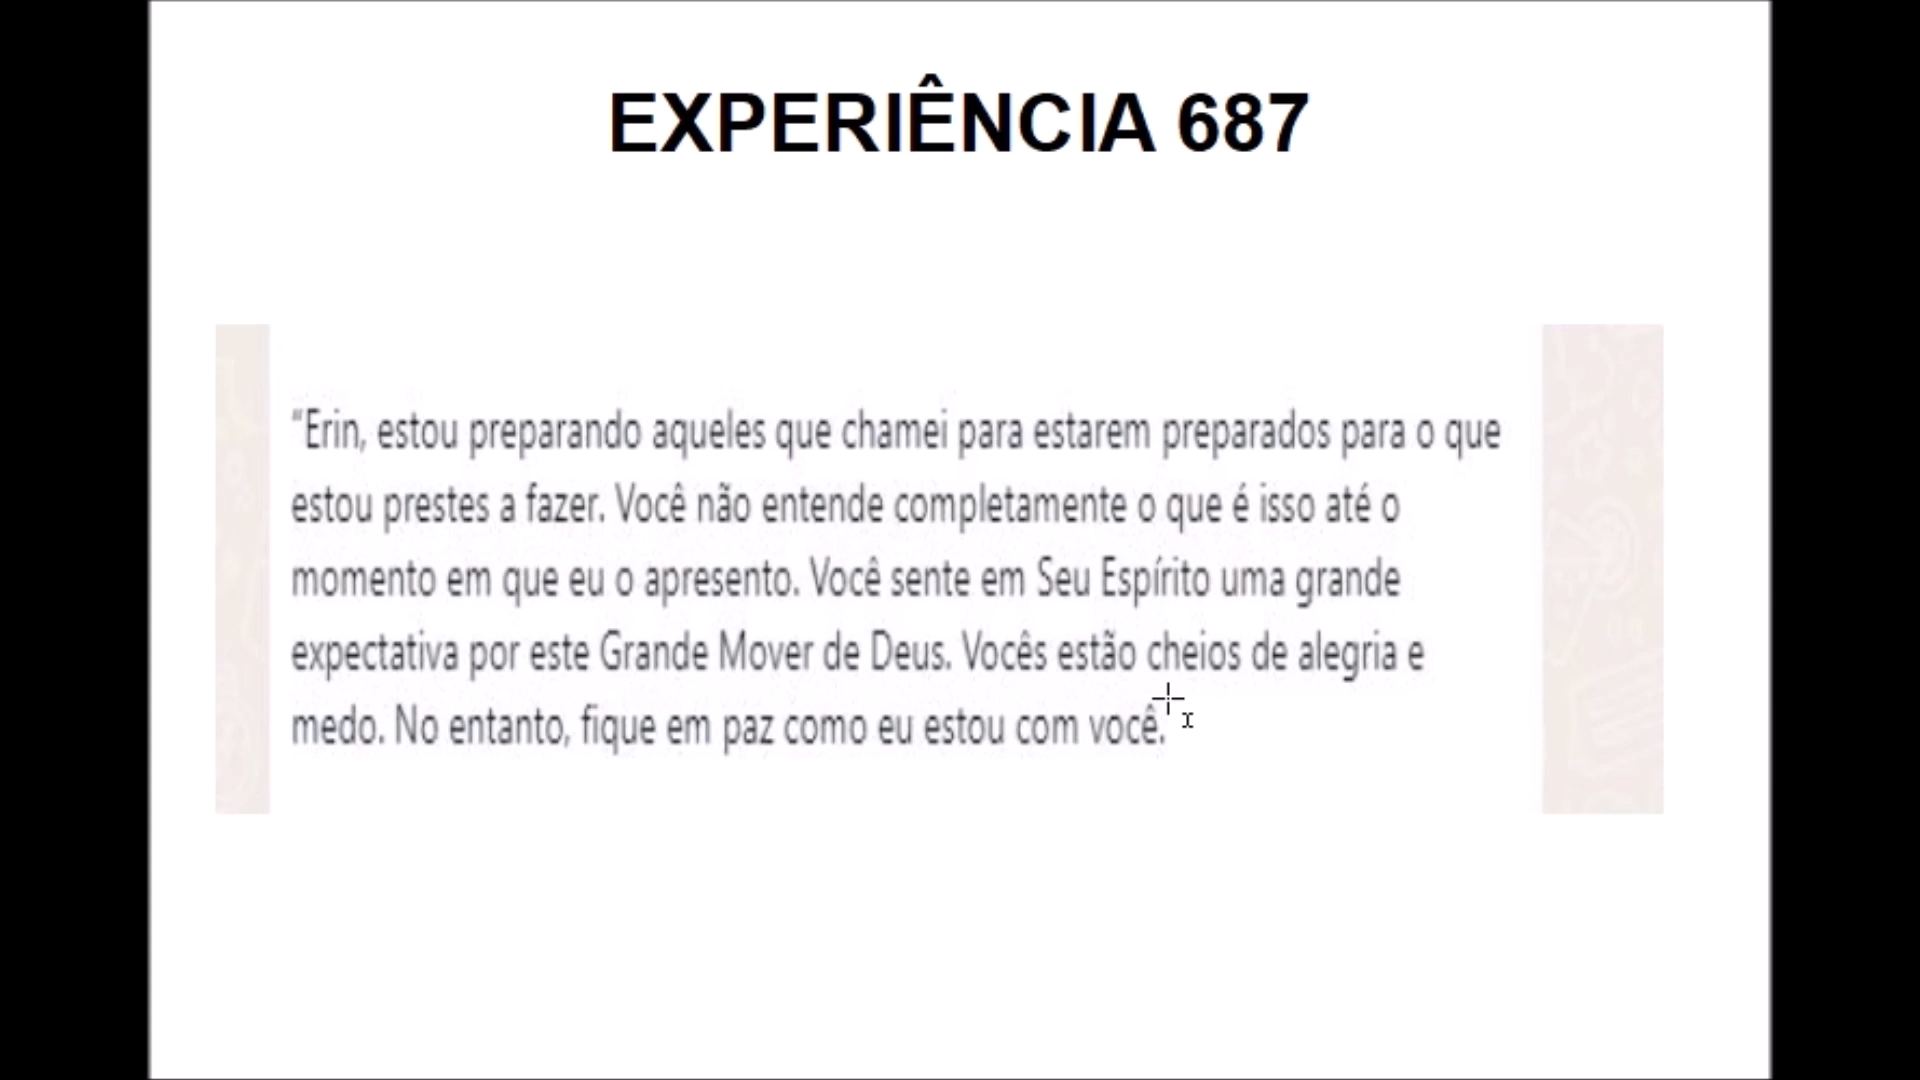 EXPERIÊNCIA 687
“Erin, estou preparando aqueles que chamei para estarem preparados para o que
estou prestes a fazer. Você não entende completamente o que é isso até o
momento em que eu o apresento. Você sente em Seu Espírito uma grande
expectativa por este Grande Mover de Deus. Vocês estão cheios de alegria e
medo. No entanto, fique em paz como eu estou com você.